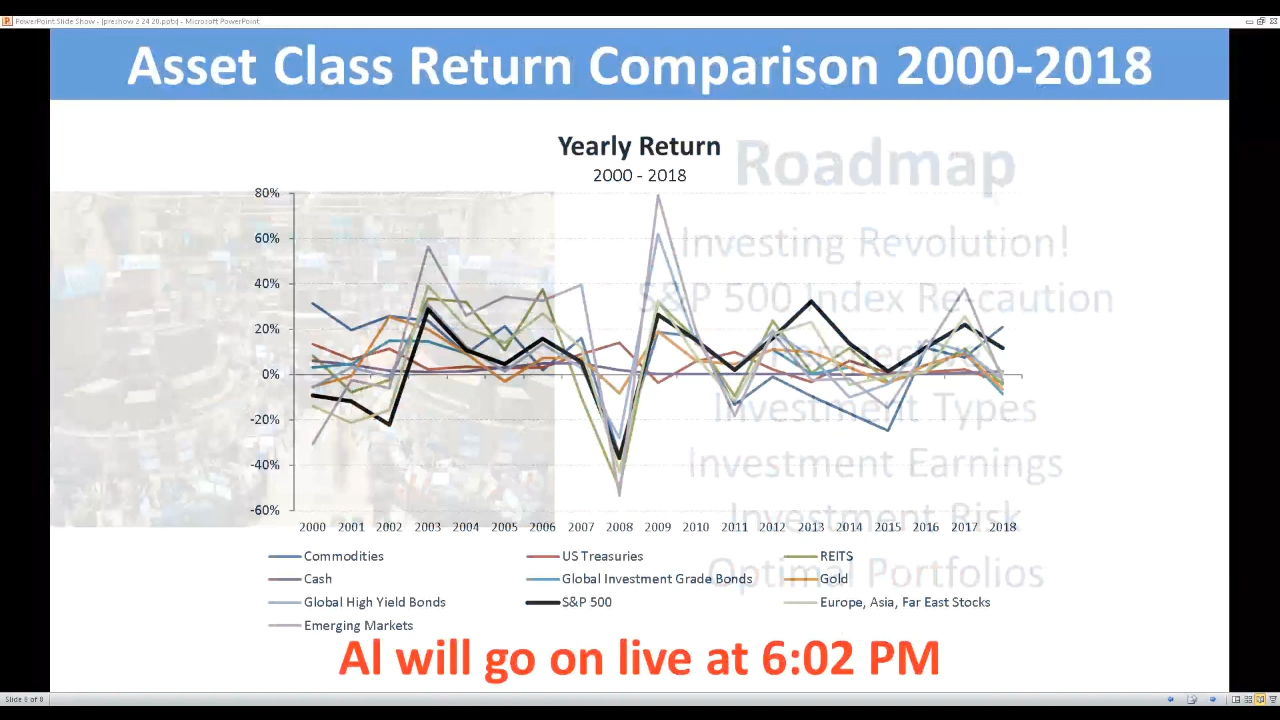 PowerPoint Slide Show - [preshow 2 24 20.pptx] - Microsoft PowerPoint
Asset Class Return Comparison 2000-2018
Yearly Return
2000 - 2018
Roadmap
Investing Revolution!
S&P 500 Index Re-caution
Investment Types
Investment Earnings
Investment Risk
Optimal Portfolios
80%
60%
40%
20%
0%
-20%
-40%
-60%
2000 2001 2002 2003 2004 2005 2006 2007 2008 2009 2010 2011 2012 2013 2014 2015 2016 2017 2018
Commodities US Treasuries REITS
Cash Global Investment Grade Bonds Gold
Global High Yield Bonds S&P 500 Europe, Asia, Far East Stocks
Emerging Markets
Al will go on live at 6:02 PM
Slide 8 of 8